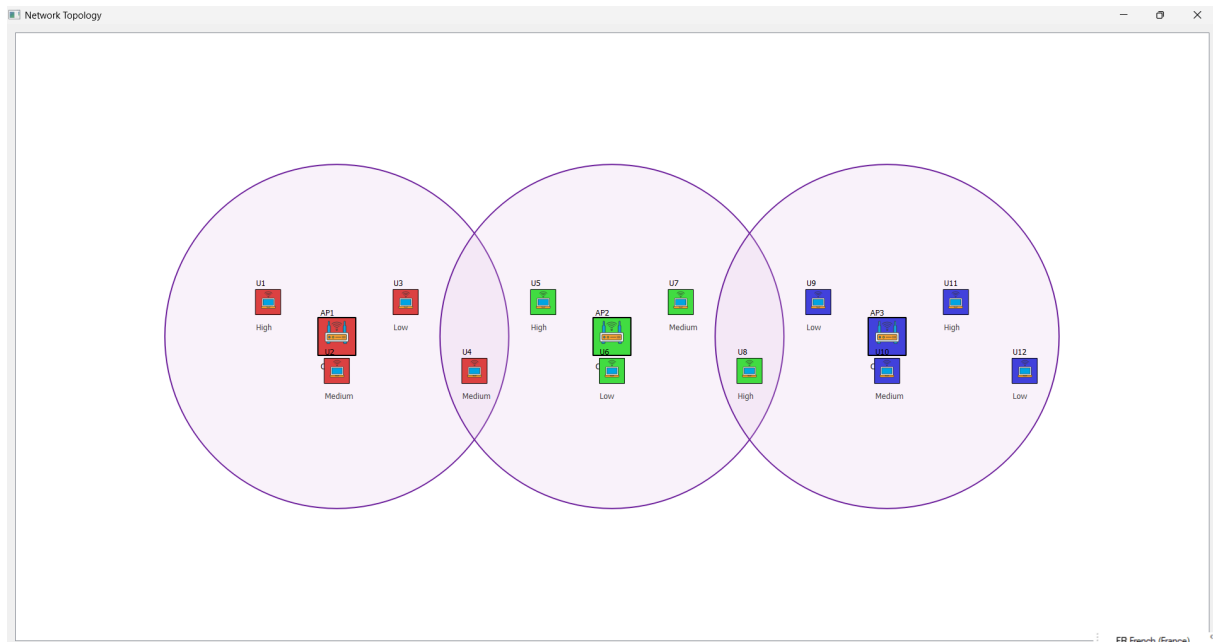 Network Topology
U1
U3
U5
U7
U9
U11
High
AP1
Low
High
AP2
Medium
Low
AP3
High
U2
U4
U6
U8
U10
U12
Medium
Medium
Low
High
Medium
Low
FR French (France)